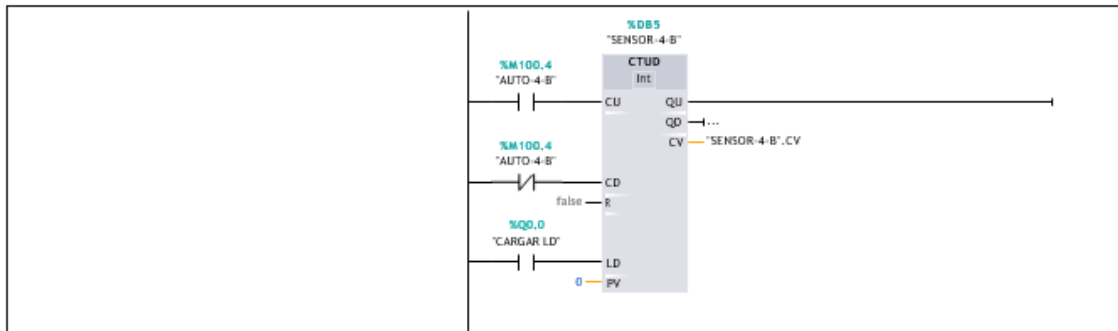 %DB5
"SENSOR-4-B"
%M100.4
"AUTO-4-B"
CTUD
Int
CU QU
QD ...
CV "SENSOR-4-B".CV
%M100.4
"AUTO-4-B"
CD
false R
%Q0.0
"CARGAR LD"
LD
0 PV